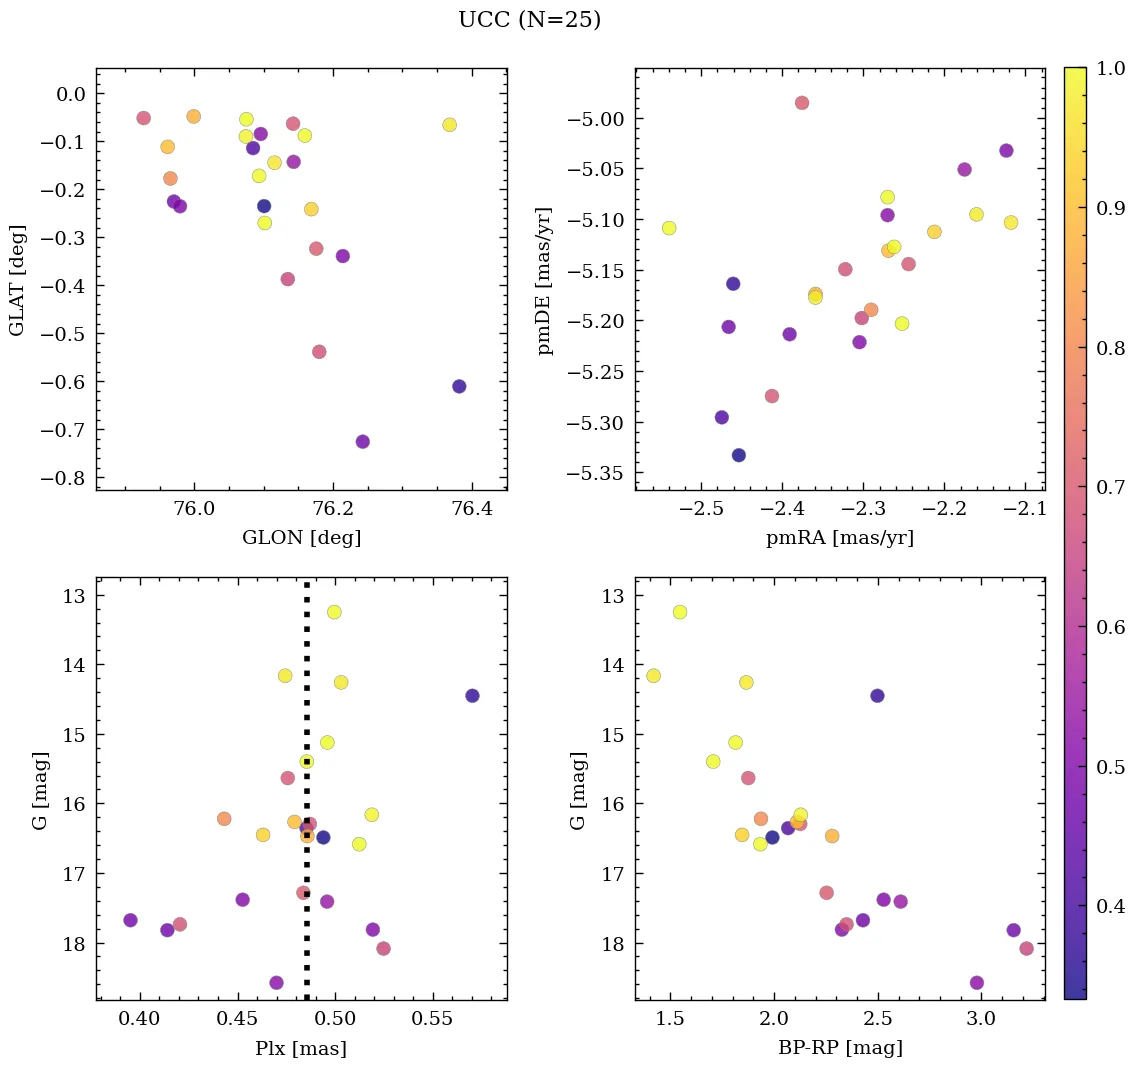 UCC (N=25)
0.0
−0.1
−0.2
−0.3
−0.4
−0.5
−0.6
−0.7
−0.8
GLAT [deg]
76.0 76.2 76.4
GLON [deg]
−5.00
−5.05
−5.10
−5.15
−5.20
−5.25
−5.30
−5.35
pmDE [mas/yr]
−2.5 −2.4 −2.3 −2.2 −2.1
pmRA [mas/yr]
13
14
15
16
17
18
G [mag]
0.40 0.45 0.50 0.55
Plx [mas]
13
14
15
16
17
18
G [mag]
1.5 2.0 2.5 3.0
BP-RP [mag]
1.0
0.9
0.8
0.7
0.6
0.5
0.4